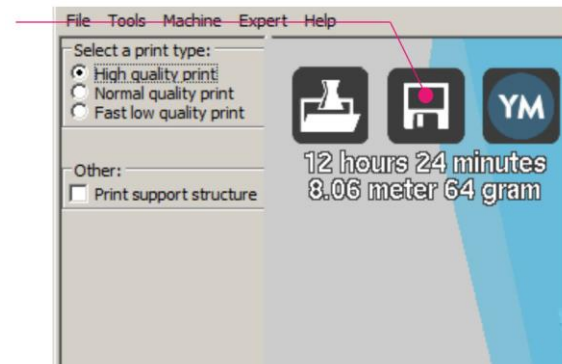 File Tools Machine Expert Help
Select a print type:
High quality print
Normal quality print
Fast low quality print
Other:
Print support structure
YM
12 hours 24 minutes
8.06 meter 64 gram